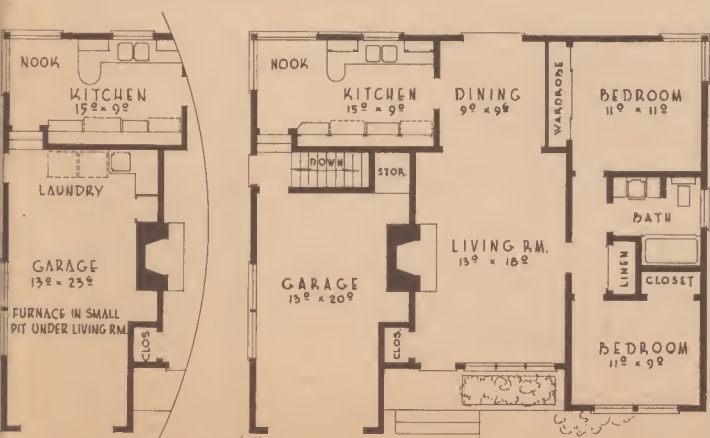 NOOK
KITCHEN
15⁰ × 9⁰
LAUNDRY
GARAGE
13⁰ × 23⁶
FURNACE IN SMALL
PIT UNDER LIVING RM.
CLOS.
NOOK
KITCHEN
15⁰ × 9⁰
DINING
9⁰ × 9⁶
WARDROBE
BEDROOM
11⁰ × 11⁰
DOWN
STOR.
BATH
LIVING RM.
13⁰ × 18⁰
LINEN
CLOSET
GARAGE
13⁰ × 20⁰
CLOS.
BEDROOM
11⁰ × 9⁸